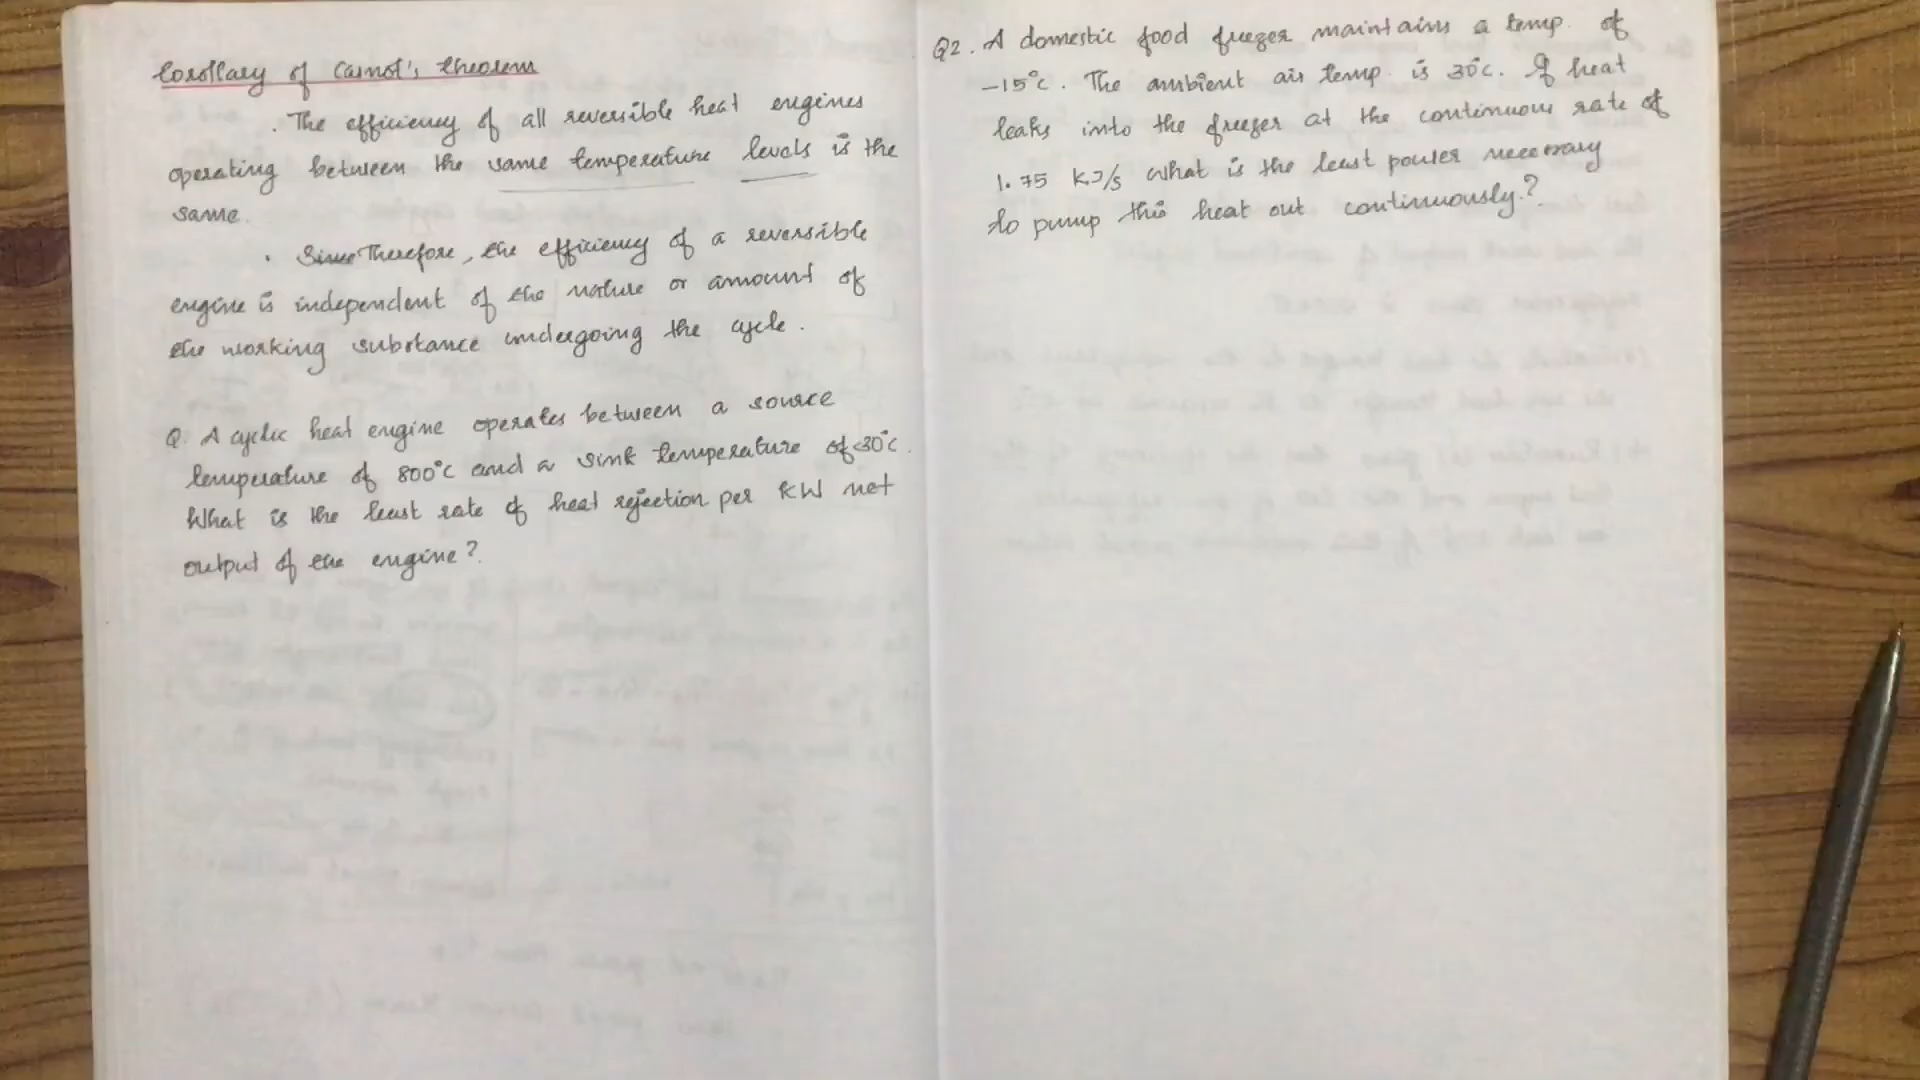 Corollary of Carnot's theorem
. The efficiency of all reversible heat engines
operating between the same temperature levels is the
same.
. Since Therefore, the efficiency of a reversible
engine is independent of the nature or amount of
the working substance undergoing the cycle.
Q. A cyclic heat engine operates between a source
temperature of 800°C and a sink temperature of 30°C.
What is the least rate of heat rejection per KW net
output of the engine?
Q2. A domestic food freezer maintains a temp. of
-15°C. The ambient air temp. is 30°C. If heat
leaks into the freezer at the continuous rate of
1.75 KJ/s what is the least power necessary
to pump this heat out continuously.?